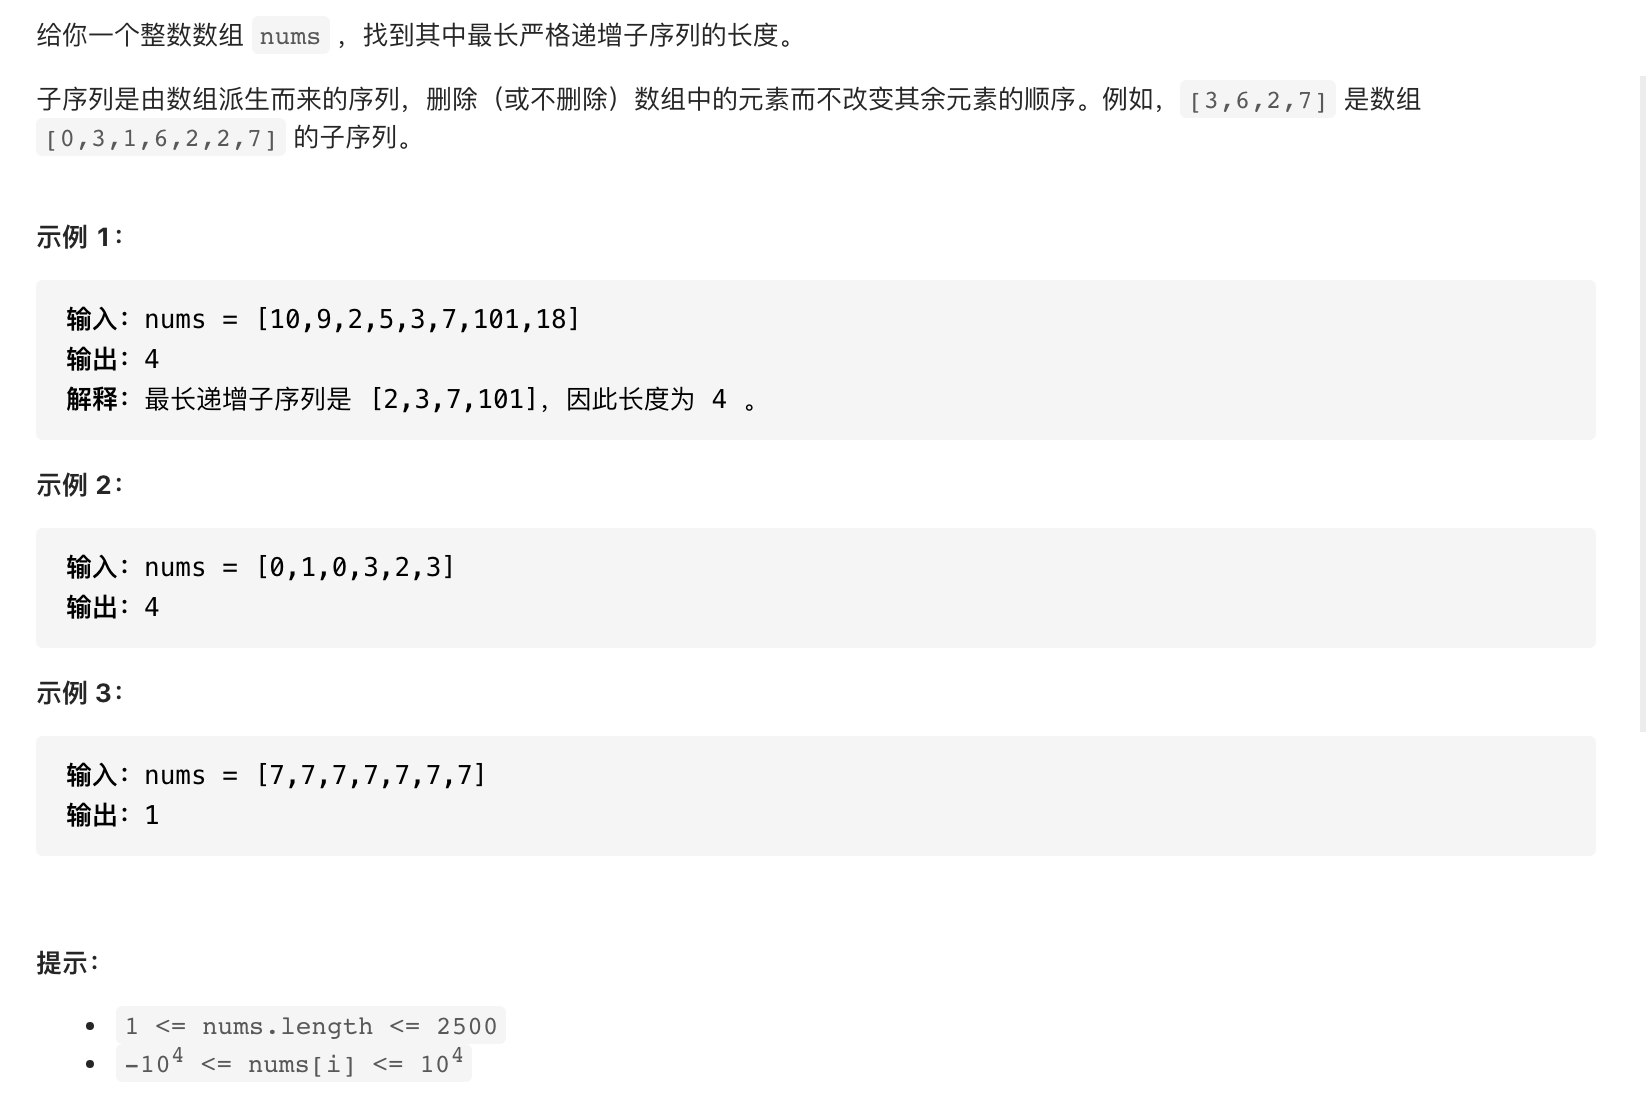 给你一个整数数组 nums ，找到其中最长严格递增子序列的长度。
子序列是由数组派生而来的序列，删除（或不删除）数组中的元素而不改变其余元素的顺序。例如，[3,6,2,7] 是数组
[0,3,1,6,2,2,7] 的子序列。
示例 1：
输入：nums = [10,9,2,5,3,7,101,18]
输出：4
解释：最长递增子序列是 [2,3,7,101]，因此长度为 4 。
示例 2：
输入：nums = [0,1,0,3,2,3]
输出：4
示例 3：
输入：nums = [7,7,7,7,7,7,7]
输出：1
提示：
• 1 <= nums.length <= 2500
• -10⁴ <= nums[i] <= 10⁴